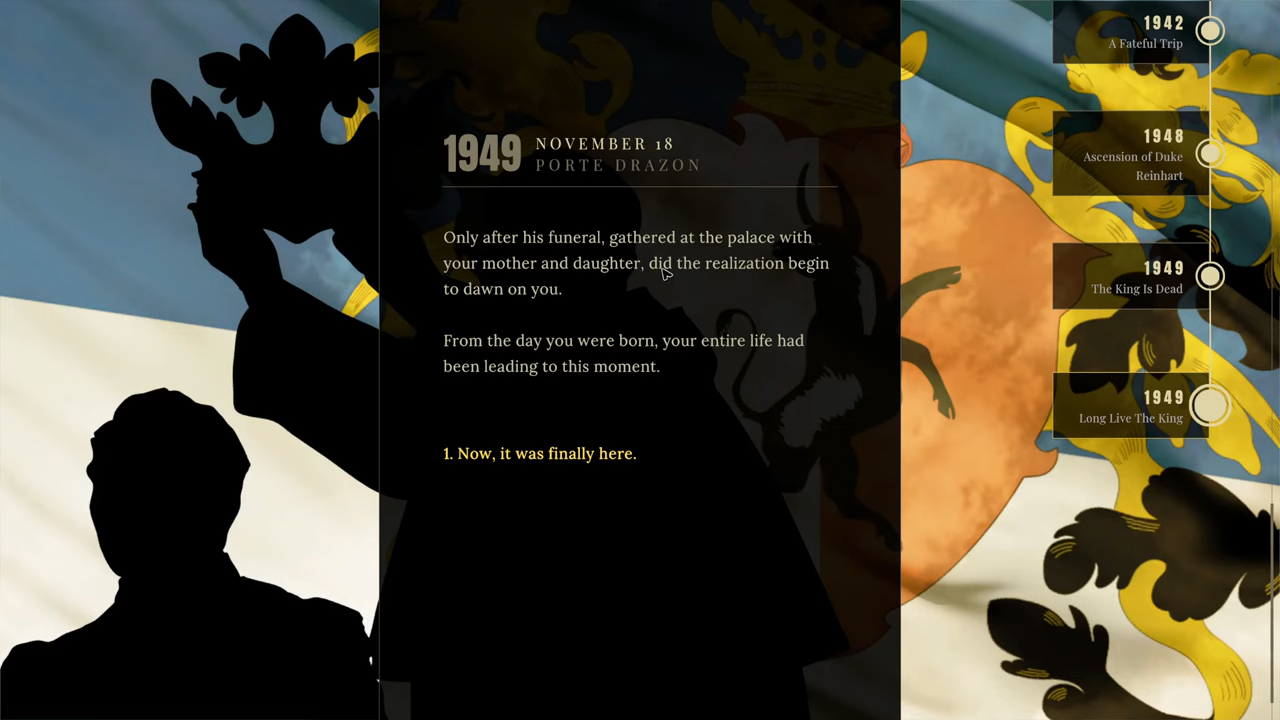 1949
NOVEMBER 18
PORTE DRAZON
Only after his funeral, gathered at the palace with
your mother and daughter, did the realization begin
to dawn on you.
From the day you were born, your entire life had
been leading to this moment.
1. Now, it was finally here.
1942
A Fateful Trip
1948
Ascension of Duke
Reinhart
1949
The King Is Dead
1949
Long Live The King